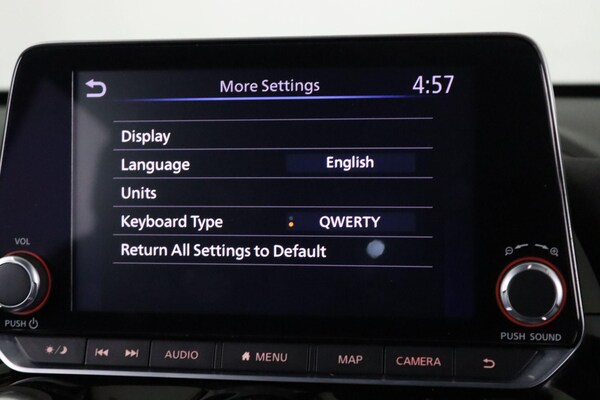 More Settings 4:57
Display
Language English
Units
Keyboard Type QWERTY
Return All Settings to Default
VOL
PUSH
PUSH SOUND
AUDIO MENU MAP CAMERA